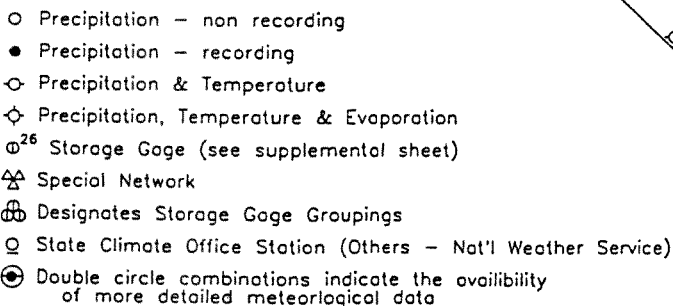 Precipitation – non recording
Precipitation – recording
Precipitation & Temperature
Precipitation, Temperature & Evaporation
26 Storage Gage (see supplemental sheet)
Special Network
Designates Storage Gage Groupings
State Climate Office Station (Others – Nat'l Weather Service)
Double circle combinations indicate the availibility
of more detailed meteorlogical data